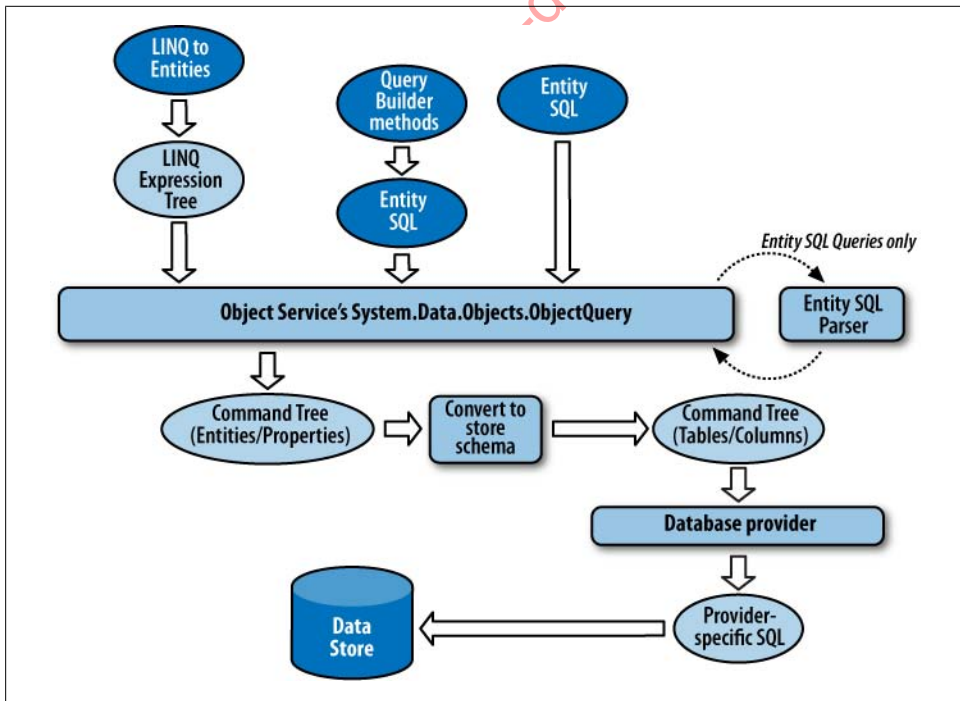 LINQ to
Entities
Query
Builder
methods
Entity
SQL
LINQ
Expression
Tree
Entity
SQL
Entity SQL Queries only
Object Service's System.Data.Objects.ObjectQuery
Entity SQL
Parser
Command Tree
(Entities/Properties)
Convert to
store
schema
Command Tree
(Tables/Columns)
Database provider
Data
Store
Provider-
specific SQL